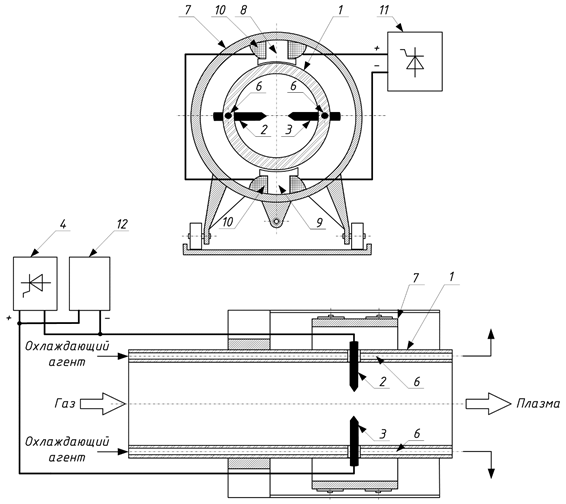 7 10 8 1 11
+
−
6 6
2 3
10 9
4 12
7 1
+ −
Охлаждающий
агент
2 6
Газ Плазма
3 6
Охлаждающий
агент